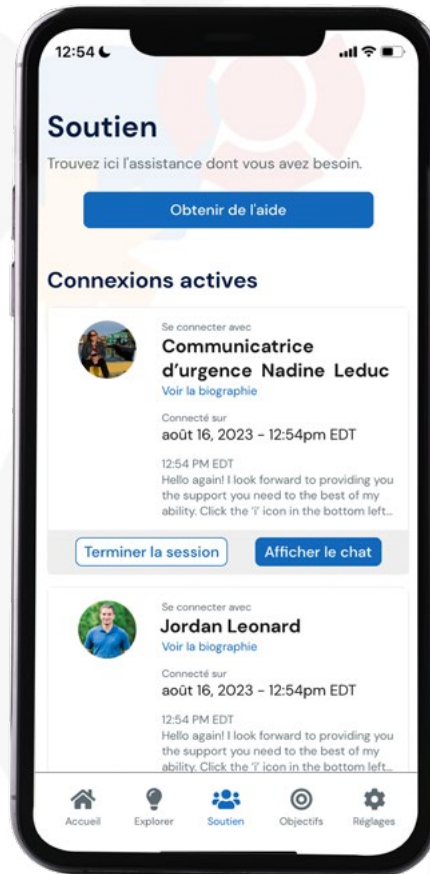 12:54
Soutien
Trouvez ici l'assistance dont vous avez besoin.
Obtenir de l'aide
Connexions actives
Se connecter avec
Communicatrice
d'urgence Nadine Leduc
Voir la biographie
Connecté sur
août 16, 2023 - 12:54pm EDT
12:54 PM EDT
Hello again! I look forward to providing you
the support you need to the best of my
ability. Click the 'i' icon in the bottom left...
Terminer la session
Afficher le chat
Se connecter avec
Jordan Leonard
Voir la biographie
Connecté sur
août 16, 2023 - 12:54pm EDT
12:54 PM EDT
Hello again! I look forward to providing you
the support you need to the best of my
ability. Click the 'i' icon in the bottom left...
Accueil
Explorer
Soutien
Objectifs
Réglages